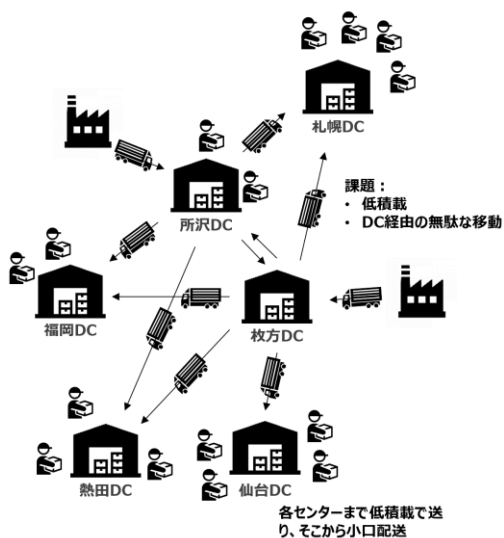 札幌DC
課題：
・ 低積載
・ DC経由の無駄な移動
所沢DC
福岡DC
枚方DC
熱田DC
仙台DC
各センターまで低積載で送
り、そこから小口配送